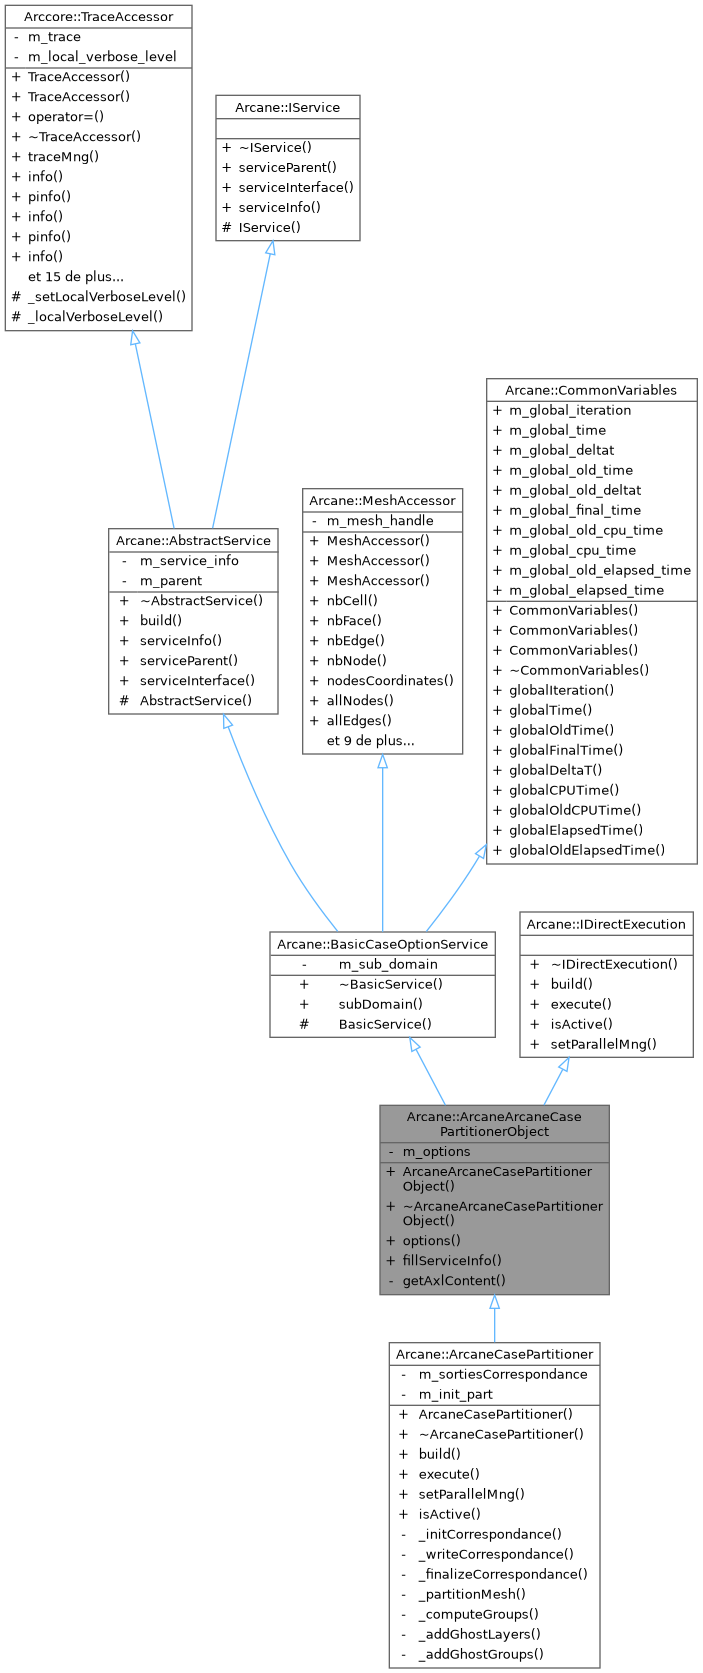 Arccore::TraceAccessor
- m_trace
- m_local_verbose_level
+ TraceAccessor()
+ TraceAccessor()
+ operator=()
+ ~TraceAccessor()
+ traceMng()
+ info()
+ pinfo()
+ info()
+ pinfo()
+ info()
et 15 de plus...
# _setLocalVerboseLevel()
# _localVerboseLevel()
Arcane::IService
+ ~IService()
+ serviceParent()
+ serviceInterface()
+ serviceInfo()
# IService()
Arcane::CommonVariables
+ m_global_iteration
+ m_global_time
+ m_global_deltat
+ m_global_old_time
+ m_global_old_deltat
+ m_global_final_time
+ m_global_old_cpu_time
+ m_global_cpu_time
+ m_global_old_elapsed_time
+ m_global_elapsed_time
+ CommonVariables()
+ CommonVariables()
+ CommonVariables()
+ ~CommonVariables()
+ globalIteration()
+ globalTime()
+ globalOldTime()
+ globalFinalTime()
+ globalDeltaT()
+ globalCPUTime()
+ globalOldCPUTime()
+ globalElapsedTime()
+ globalOldElapsedTime()
Arcane::MeshAccessor
- m_mesh_handle
+ MeshAccessor()
+ MeshAccessor()
+ MeshAccessor()
+ nbCell()
+ nbFace()
+ nbEdge()
+ nbNode()
+ nodesCoordinates()
+ allNodes()
+ allEdges()
et 9 de plus...
Arcane::AbstractService
- m_service_info
- m_parent
+ ~AbstractService()
+ build()
+ serviceInfo()
+ serviceParent()
+ serviceInterface()
# AbstractService()
Arcane::BasicCaseOptionService
- m_sub_domain
+ ~BasicService()
+ subDomain()
# BasicService()
Arcane::IDirectExecution
+ ~IDirectExecution()
+ build()
+ execute()
+ isActive()
+ setParallelMng()
Arcane::ArcaneArcaneCase
PartitionerObject
- m_options
+ ArcaneArcaneCasePartitioner
Object()
+ ~ArcaneArcaneCasePartitioner
Object()
+ options()
+ fillServiceInfo()
- getAxlContent()
Arcane::ArcaneCasePartitioner
- m_sortiesCorrespondance
- m_init_part
+ ArcaneCasePartitioner()
+ ~ArcaneCasePartitioner()
+ build()
+ execute()
+ setParallelMng()
+ isActive()
- _initCorrespondance()
- _writeCorrespondance()
- _finalizeCorrespondance()
- _partitionMesh()
- _computeGroups()
- _addGhostLayers()
- _addGhostGroups()